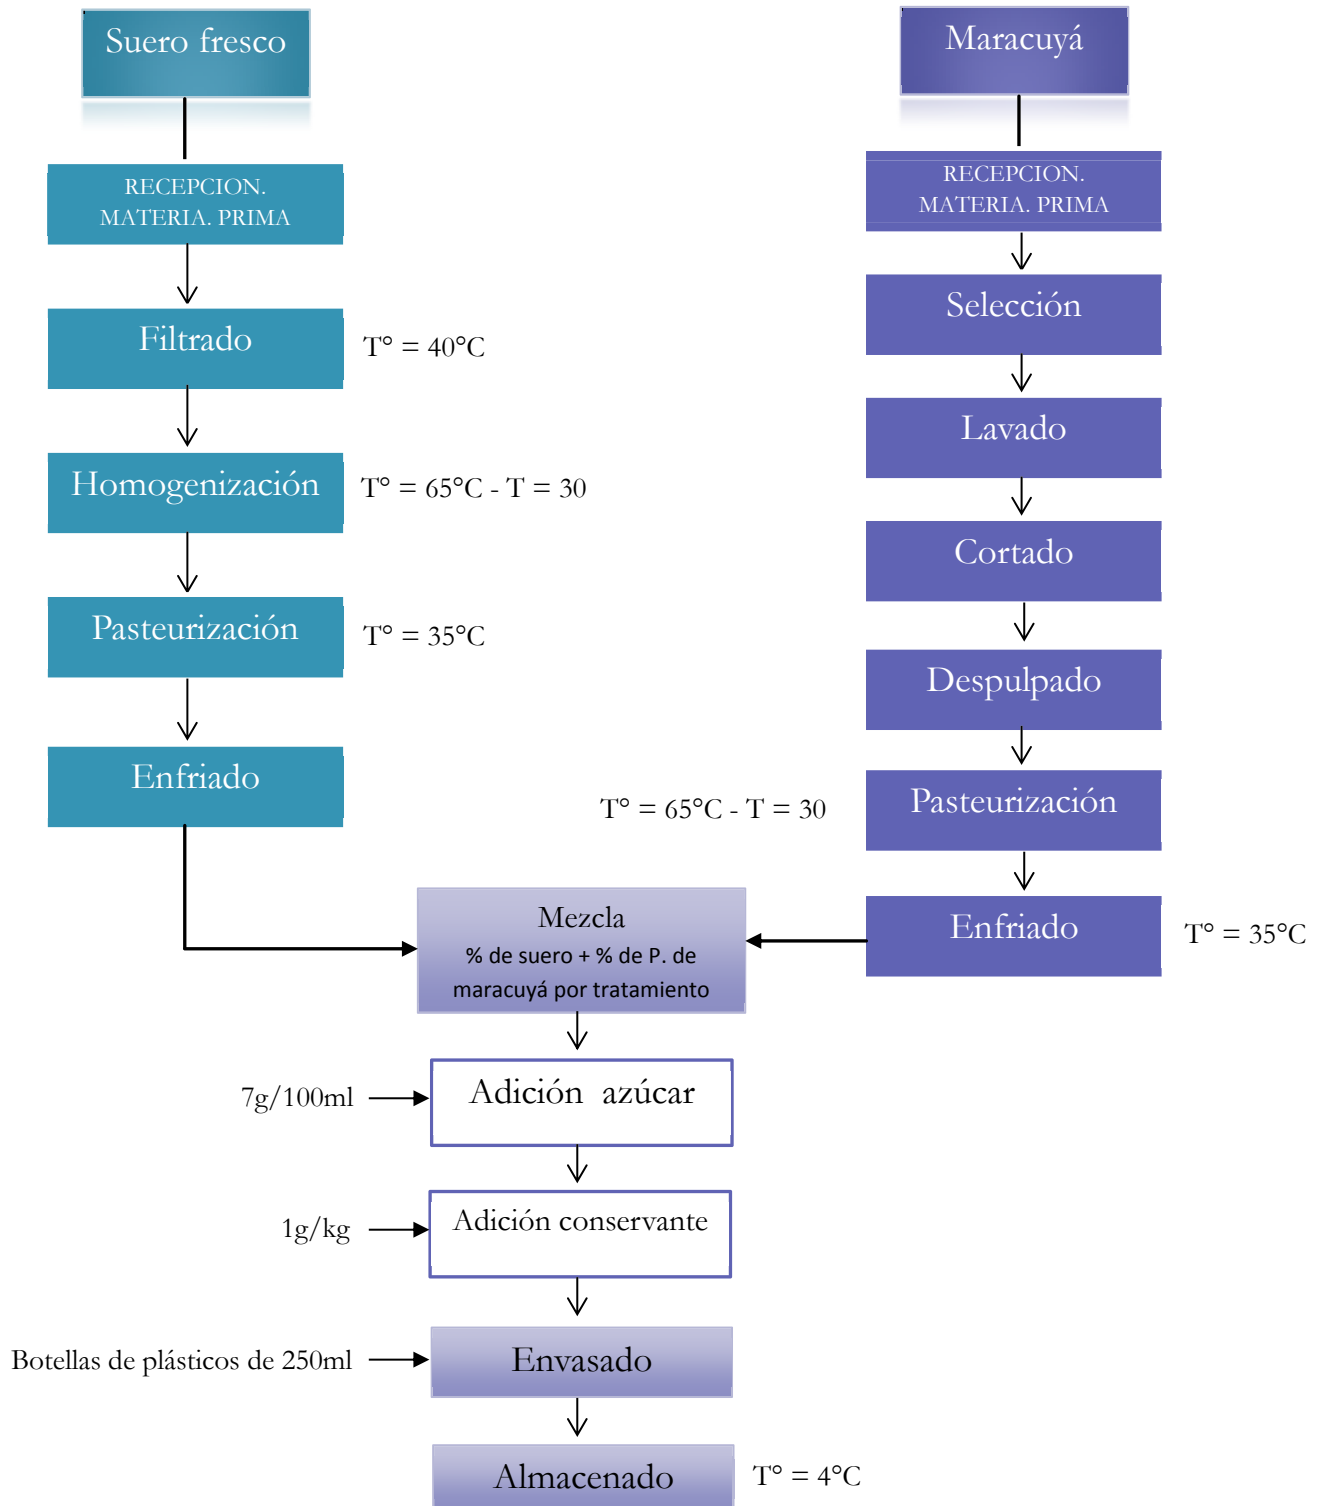 Suero fresco
RECEPCION.
MATERIA. PRIMA
Filtrado
T° = 40°C
Homogenización
T° = 65°C - T = 30
Pasteurización
T° = 35°C
Enfriado
Maracuyá
RECEPCION.
MATERIA. PRIMA
Selección
Lavado
Cortado
Despulpado
T° = 65°C - T = 30
Pasteurización
Enfriado
T° = 35°C
Mezcla
% de suero + % de P. de
maracuyá por tratamiento
7g/100ml
Adición azúcar
1g/kg
Adición conservante
Botellas de plásticos de 250ml
Envasado
Almacenado
T° = 4°C